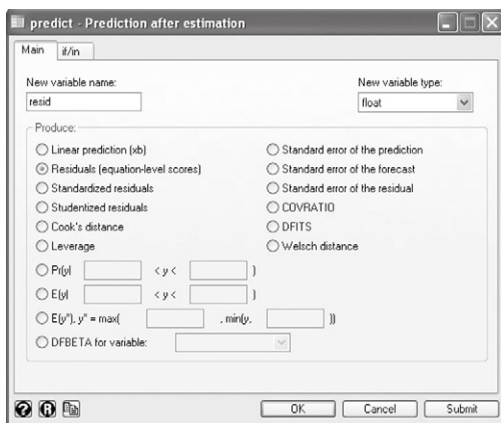 predict - Prediction after estimation
Main if/in
New variable name: New variable type:
resid float
Produce:
Linear prediction (xb) Standard error of the prediction
Residuals (equation-level scores) Standard error of the forecast
Standardized residuals Standard error of the residual
Studentized residuals COVRATIO
Cook's distance DFITS
Leverage Welsch distance
Pr(y| < y < )
E(y| < y < )
E(y*), y* = max( , min(y, ))
DFBETA for variable:
? R OK Cancel Submit